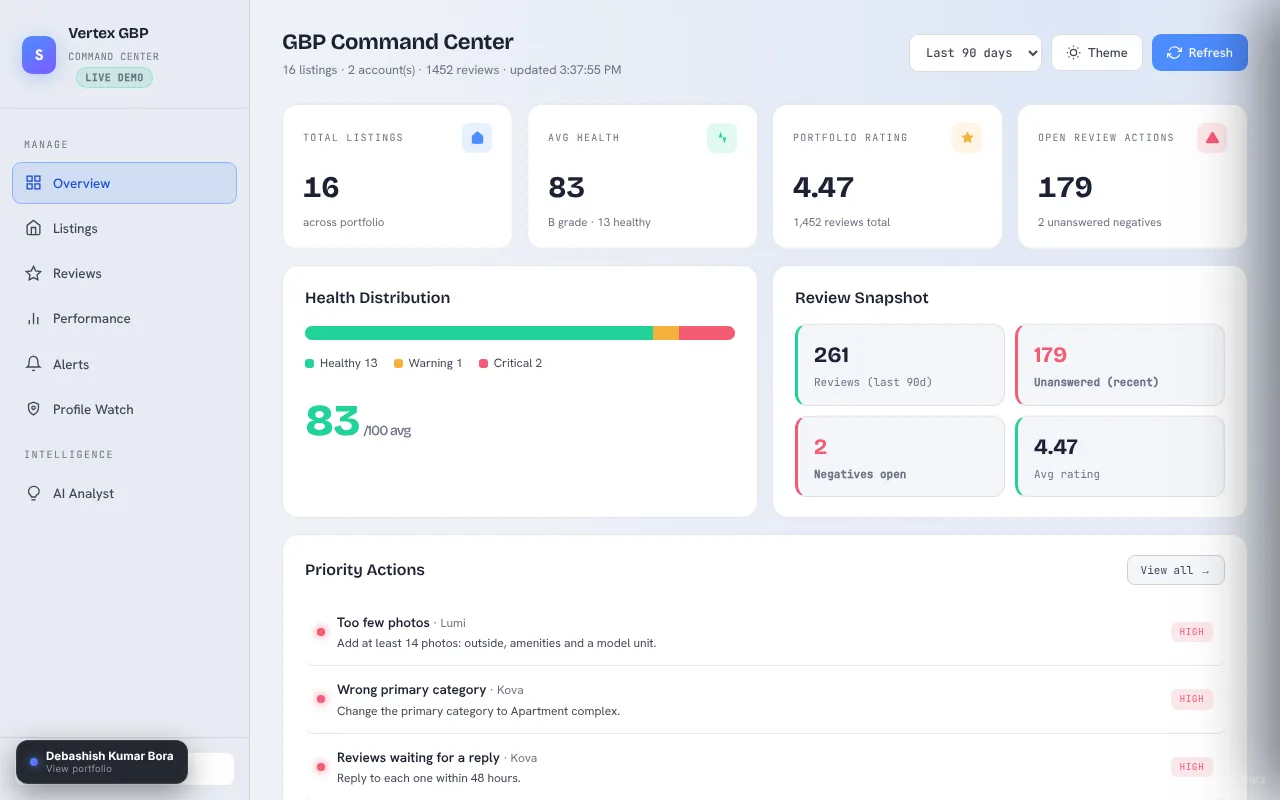 S
Vertex GBP
COMMAND CENTER
LIVE DEMO
MANAGE
Overview
Listings
Reviews
Performance
Alerts
Profile Watch
INTELLIGENCE
AI Analyst
Debashish Kumar Bora
View portfolio
GBP Command Center
16 listings · 2 account(s) · 1452 reviews · updated 3:37:55 PM
Last 90 days
Theme
Refresh
TOTAL LISTINGS
16
across portfolio
AVG HEALTH
83
B grade · 13 healthy
PORTFOLIO RATING
4.47
1,452 reviews total
OPEN REVIEW ACTIONS
179
2 unanswered negatives
Health Distribution
Healthy 13 Warning 1 Critical 2
83 /100 avg
Review Snapshot
261
Reviews (last 90d)
179
Unanswered (recent)
2
Negatives open
4.47
Avg rating
Priority Actions
View all →
Too few photos · Lumi
Add at least 14 photos: outside, amenities and a model unit.
HIGH
Wrong primary category · Kova
Change the primary category to Apartment complex.
HIGH
Reviews waiting for a reply · Kova
Reply to each one within 48 hours.
HIGH